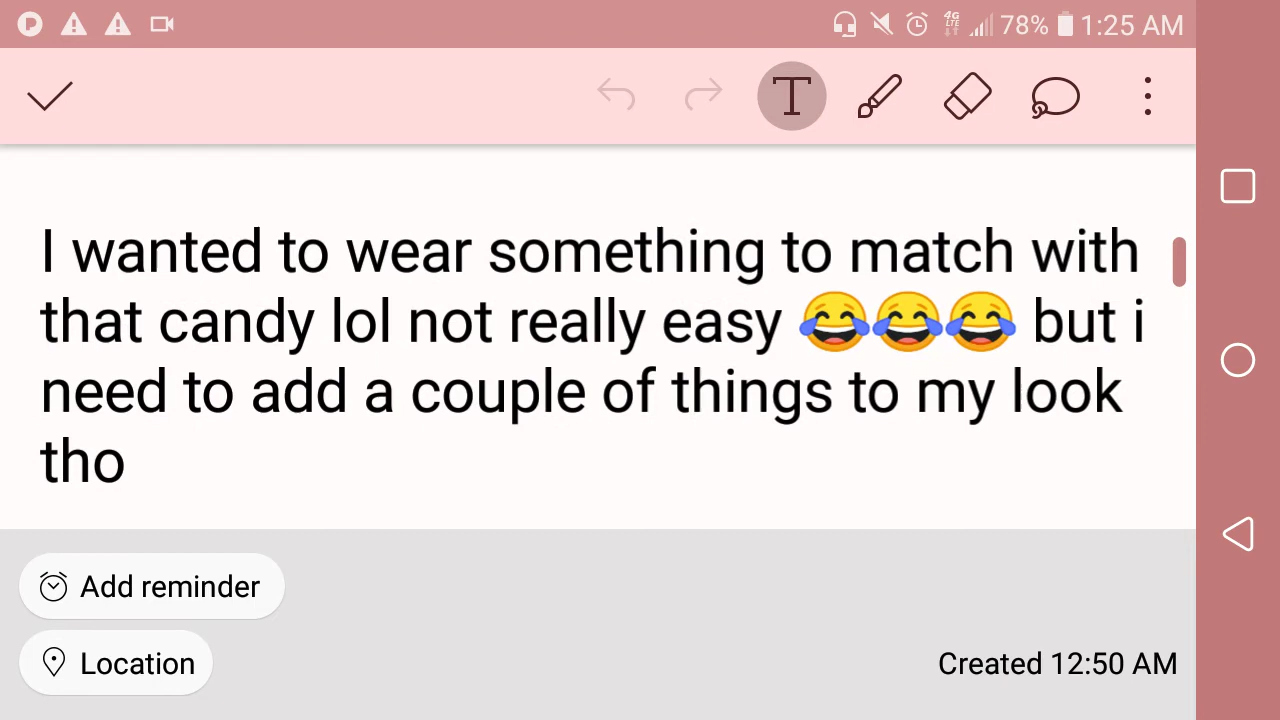 78% 1:25 AM
T
I wanted to wear something to match with
that candy lol not really easy 😂😂😂 but i
need to add a couple of things to my look
tho
Add reminder
Location
Created 12:50 AM